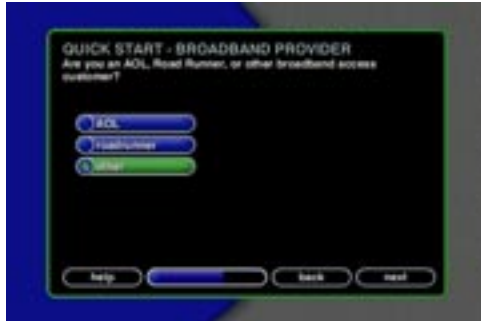 QUICK START - BROADBAND PROVIDER
Are you an AOL, Road Runner, or other broadband access
customer?
AOL
roadrunner
other
help
back
next